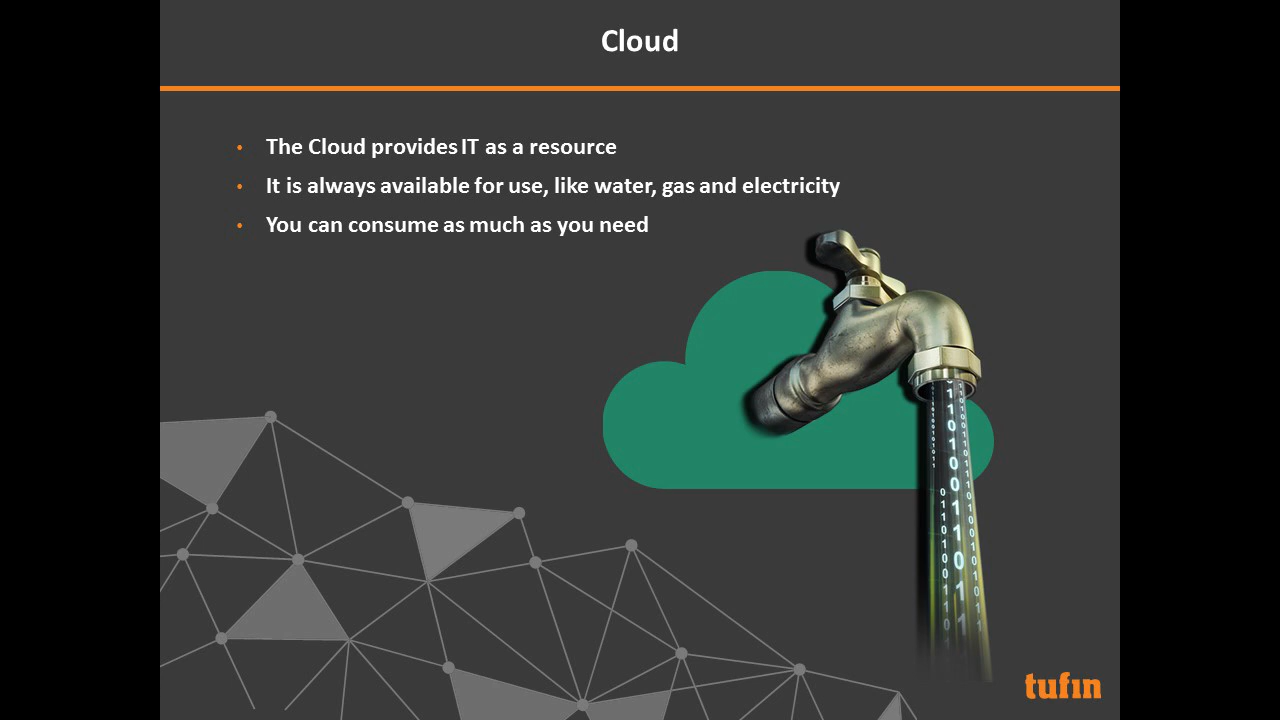 Cloud
• The Cloud provides IT as a resource
• It is always available for use, like water, gas and electricity
• You can consume as much as you need
tufin